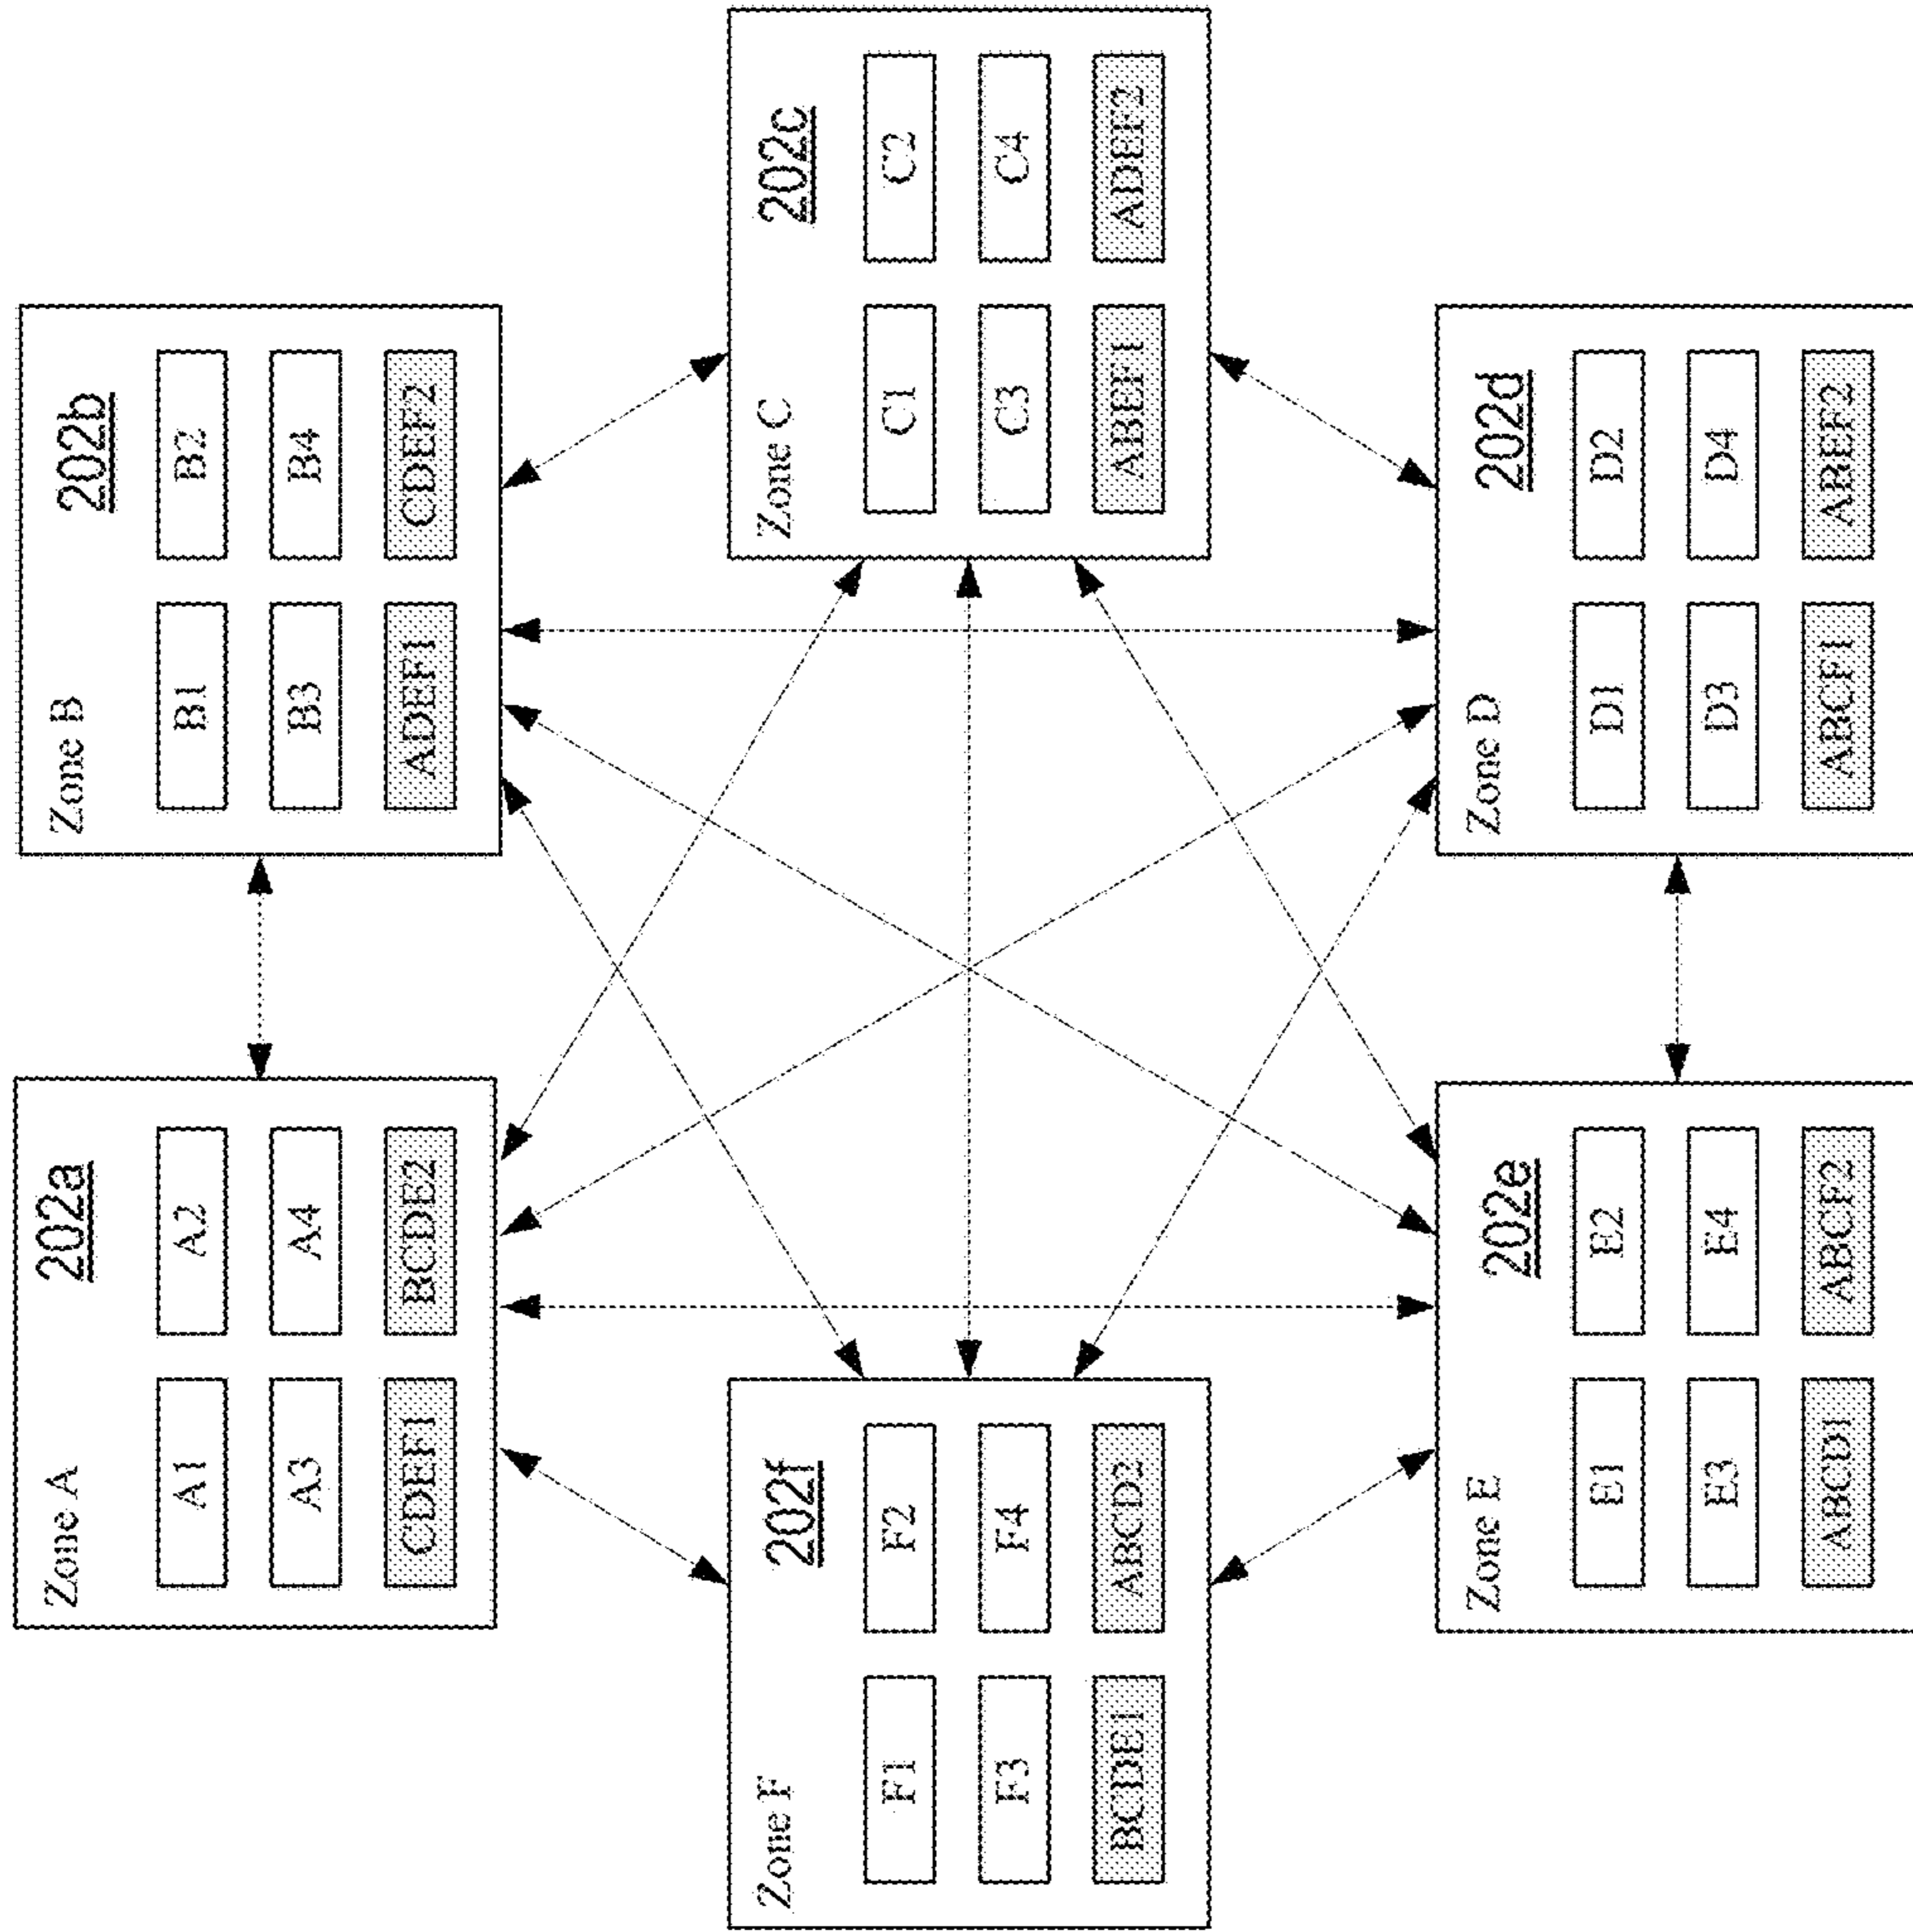 Zone A
202a
A1 A2
A3 A4
CDEF1 BCDE2
Zone B
202b
B1 B2
B3 B4
ADEF1 CDEF2
Zone F
202f
F1 F2
F3 F4
BCDE1 ABCD2
Zone C
202c
C1 C2
C3 C4
ABEF1 ADEF2
Zone E
202e
E1 E2
E3 E4
ABCD1 ABCF2
Zone D
202d
D1 D2
D3 D4
ABCF1 ABEF2